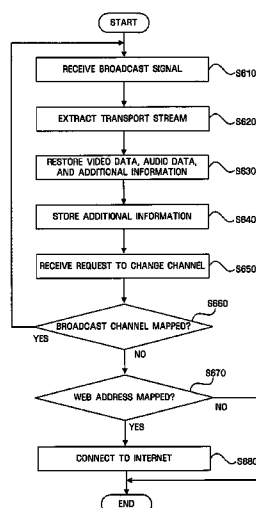 START
RECEIVE BROADCAST SIGNAL
S610
EXTRACT TRANSPORT STREAM
S620
RESTORE VIDEO DATA, AUDIO DATA,
AND ADDITIONAL INFORMATION
S630
STORE ADDITIONAL INFORMATION
S640
RECEIVE REQUEST TO CHANGE CHANNEL
S650
S660
BROADCAST CHANNEL MAPPED?
YES
NO
S670
WEB ADDRESS MAPPED?
NO
YES
CONNECT TO INTERNET
S680
END